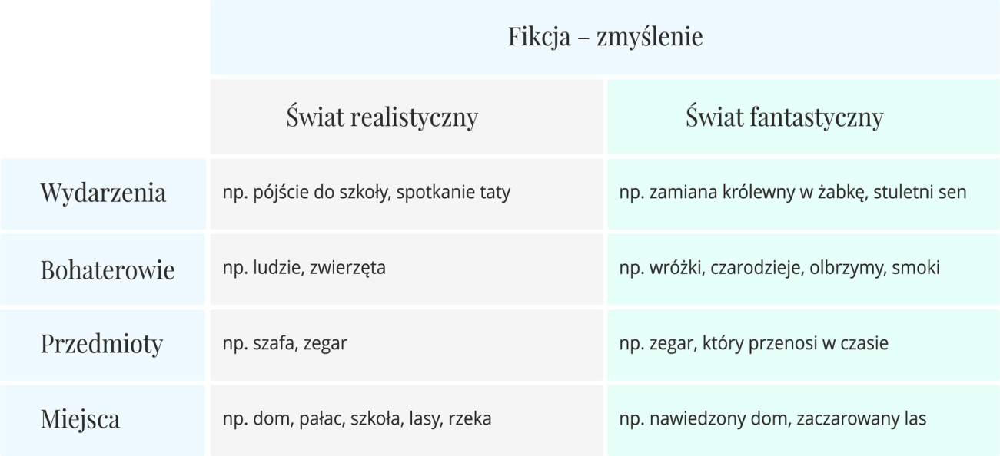 Fikcja – zmyślenie
Świat realistyczny
Świat fantastyczny
Wydarzenia
np. pójście do szkoły, spotkanie taty
np. zamiana królewny w żabkę, stuletni sen
Bohaterowie
np. ludzie, zwierzęta
np. wróżki, czarodzieje, olbrzymy, smoki
Przedmioty
np. szafa, zegar
np. zegar, który przenosi w czasie
Miejsca
np. dom, pałac, szkoła, lasy, rzeka
np. nawiedzony dom, zaczarowany las